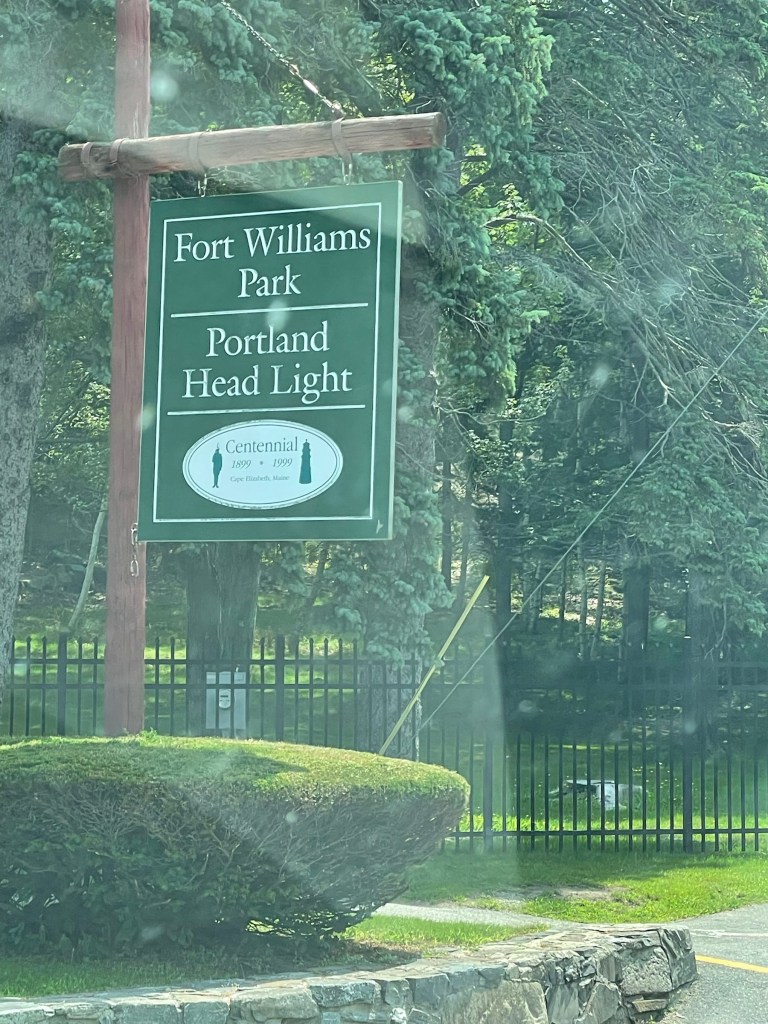 Fort Williams
Park
Portland
Head Light
Centennial
1899 • 1999
Cape Elizabeth, Maine